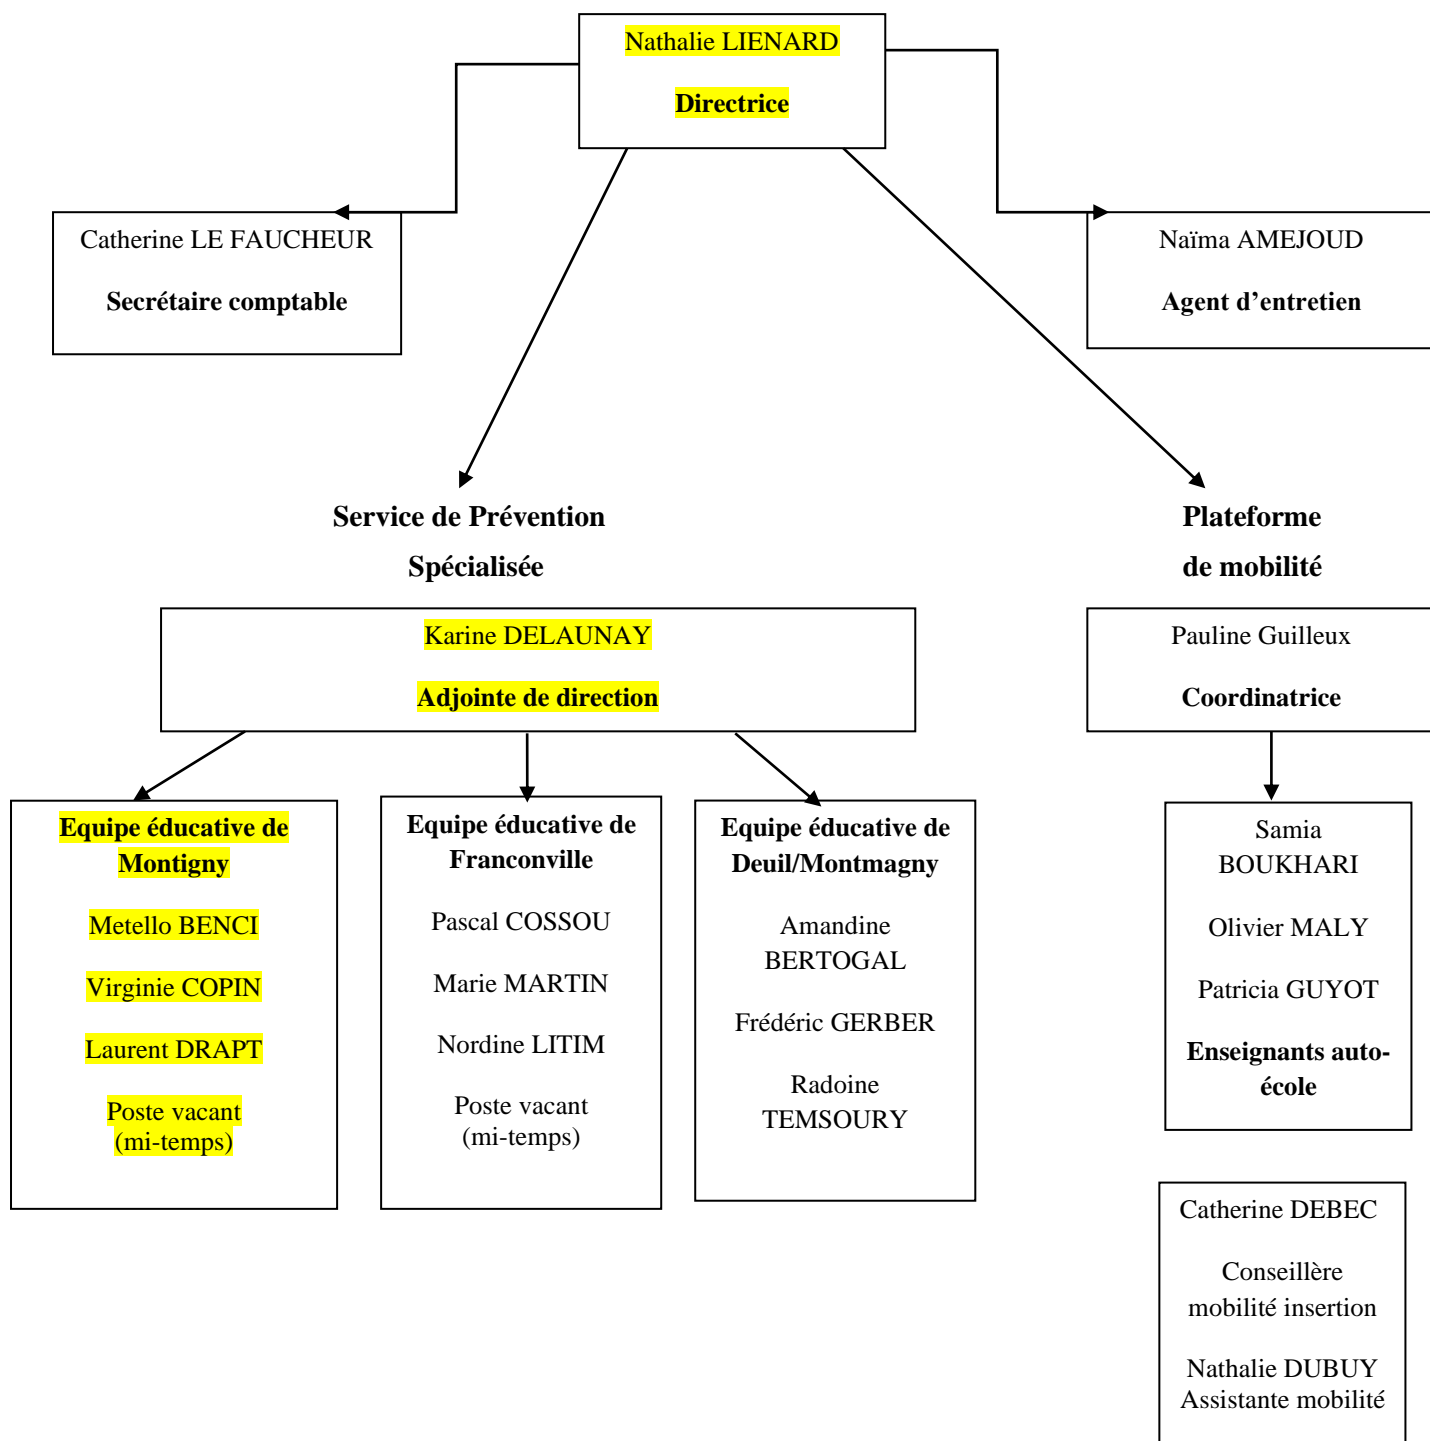 Nathalie LIENARD
Directrice
Catherine LE FAUCHEUR
Secrétaire comptable
Naïma AMEJOUD
Agent d’entretien
Service de Prévention
Spécialisée
Plateforme
de mobilité
Karine DELAUNAY
Adjointe de direction
Pauline Guilleux
Coordinatrice
Equipe éducative de
Montigny
Metello BENCI
Virginie COPIN
Laurent DRAPT
Poste vacant
(mi-temps)
Equipe éducative de
Franconville
Pascal COSSOU
Marie MARTIN
Nordine LITIM
Poste vacant
(mi-temps)
Equipe éducative de
Deuil/Montmagny
Amandine
BERTOGAL
Frédéric GERBER
Radoine
TEMSOURY
Samia
BOUKHARI
Olivier MALY
Patricia GUYOT
Enseignants auto-
école
Catherine DEBEC
Conseillère
mobilité insertion
Nathalie DUBUY
Assistante mobilité